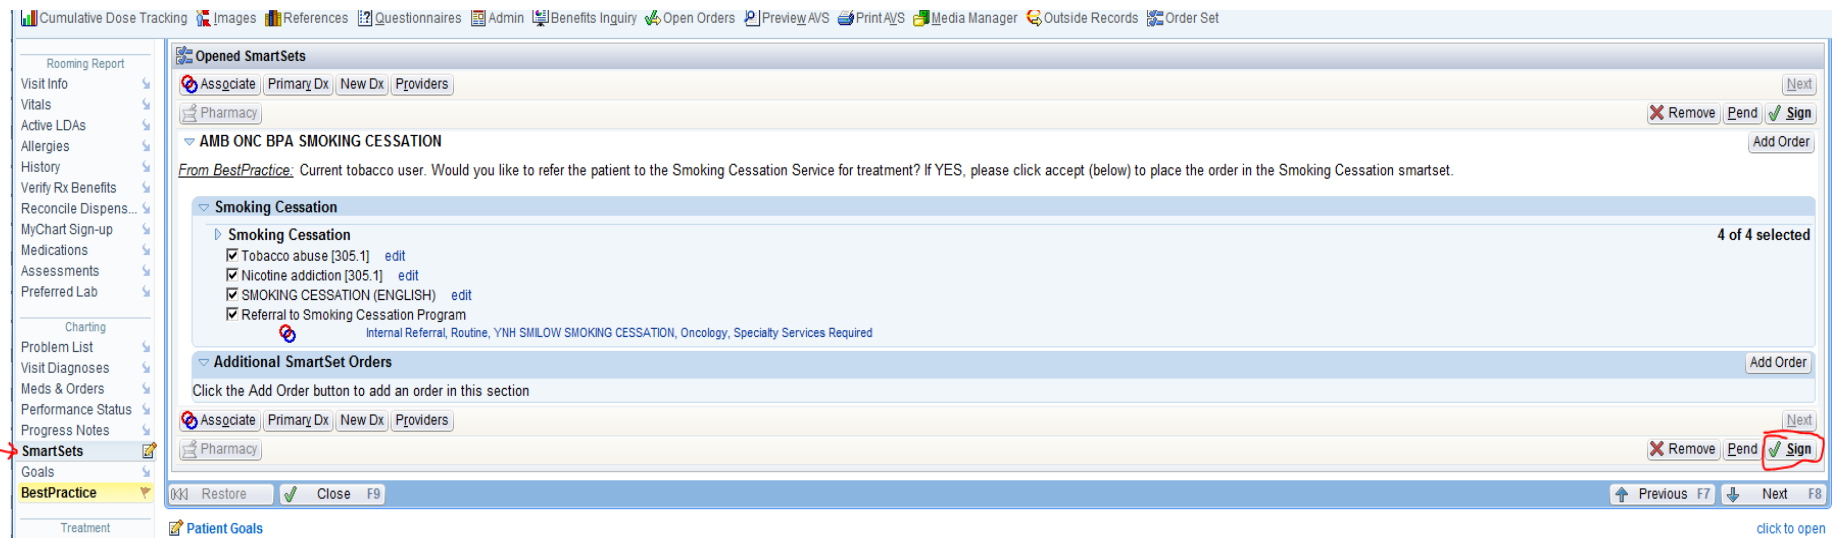 Cumulative Dose Tracking Images References Questionnaires Admin Benefits Inquiry Open Orders Preview AVS Print AVS Media Manager Outside Records Order Set
Rooming Report
Visit Info
Vitals
Active LDAs
Allergies
History
Verify Rx Benefits
Reconcile Dispens...
MyChart Sign-up
Medications
Assessments
Preferred Lab
Charting
Problem List
Visit Diagnoses
Meds & Orders
Performance Status
Progress Notes
SmartSets
Goals
BestPractice
Treatment
Opened SmartSets
Associate Primary Dx New Dx Providers Next
Pharmacy Remove Pend Sign
AMB ONC BPA SMOKING CESSATION Add Order
From BestPractice: Current tobacco user. Would you like to refer the patient to the Smoking Cessation Service for treatment? If YES, please click accept (below) to place the order in the Smoking Cessation smartset.
Smoking Cessation
Smoking Cessation 4 of 4 selected
Tobacco abuse [305.1] edit
Nicotine addiction [305.1] edit
SMOKING CESSATION (ENGLISH) edit
Referral to Smoking Cessation Program
Internal Referral, Routine, YNH SMILOW SMOKING CESSATION, Oncology, Specialty Services Required
Additional SmartSet Orders Add Order
Click the Add Order button to add an order in this section
Associate Primary Dx New Dx Providers Next
Pharmacy Remove Pend Sign
Restore Close F9 Previous F7 Next F8
Patient Goals click to open